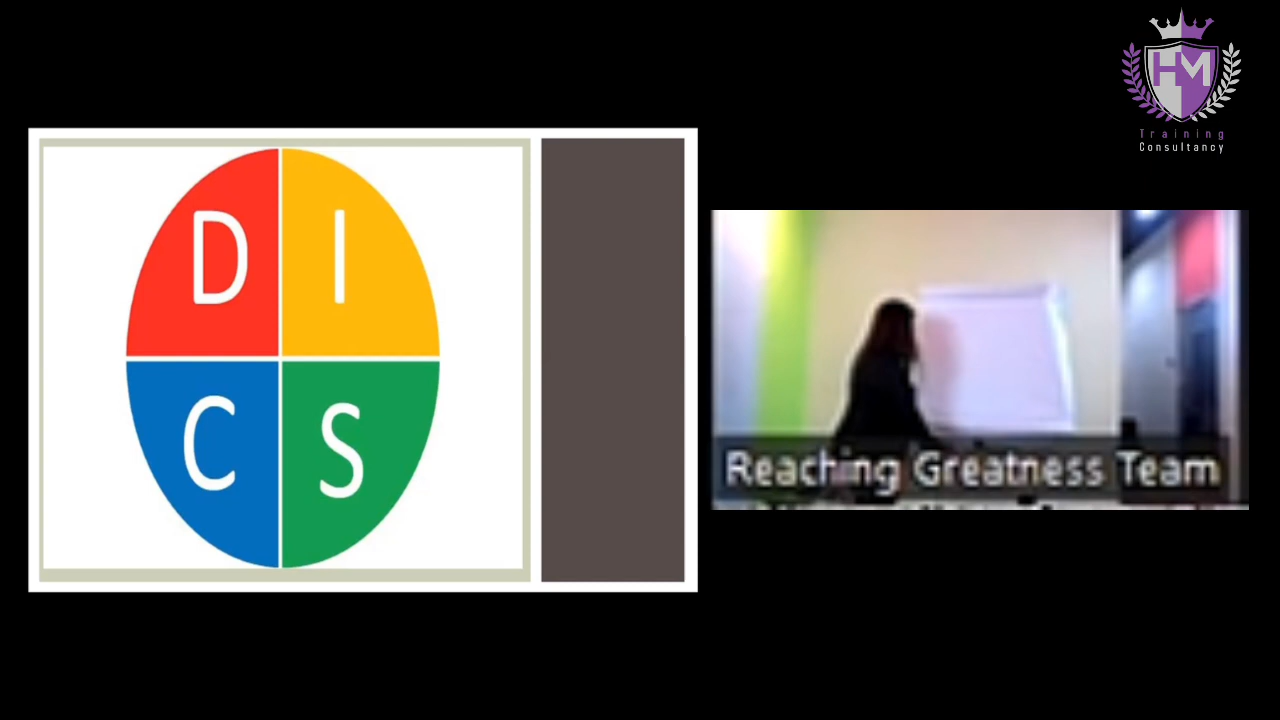 HM
Training
Consultancy
D I
C S
Reaching Greatness Team